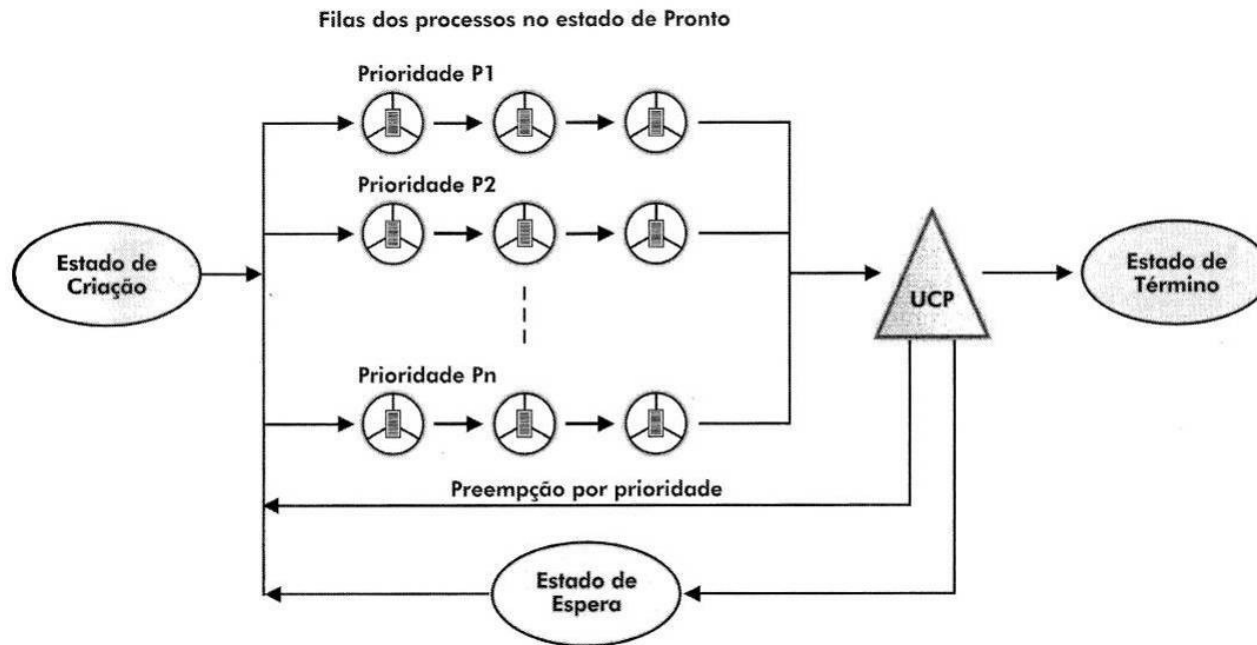 Filas dos processos no estado de Pronto
Prioridade P1
Prioridade P2
Estado de
Criação
UCP
Estado de
Término
Prioridade Pn
Preempção por prioridade
Estado de
Espera